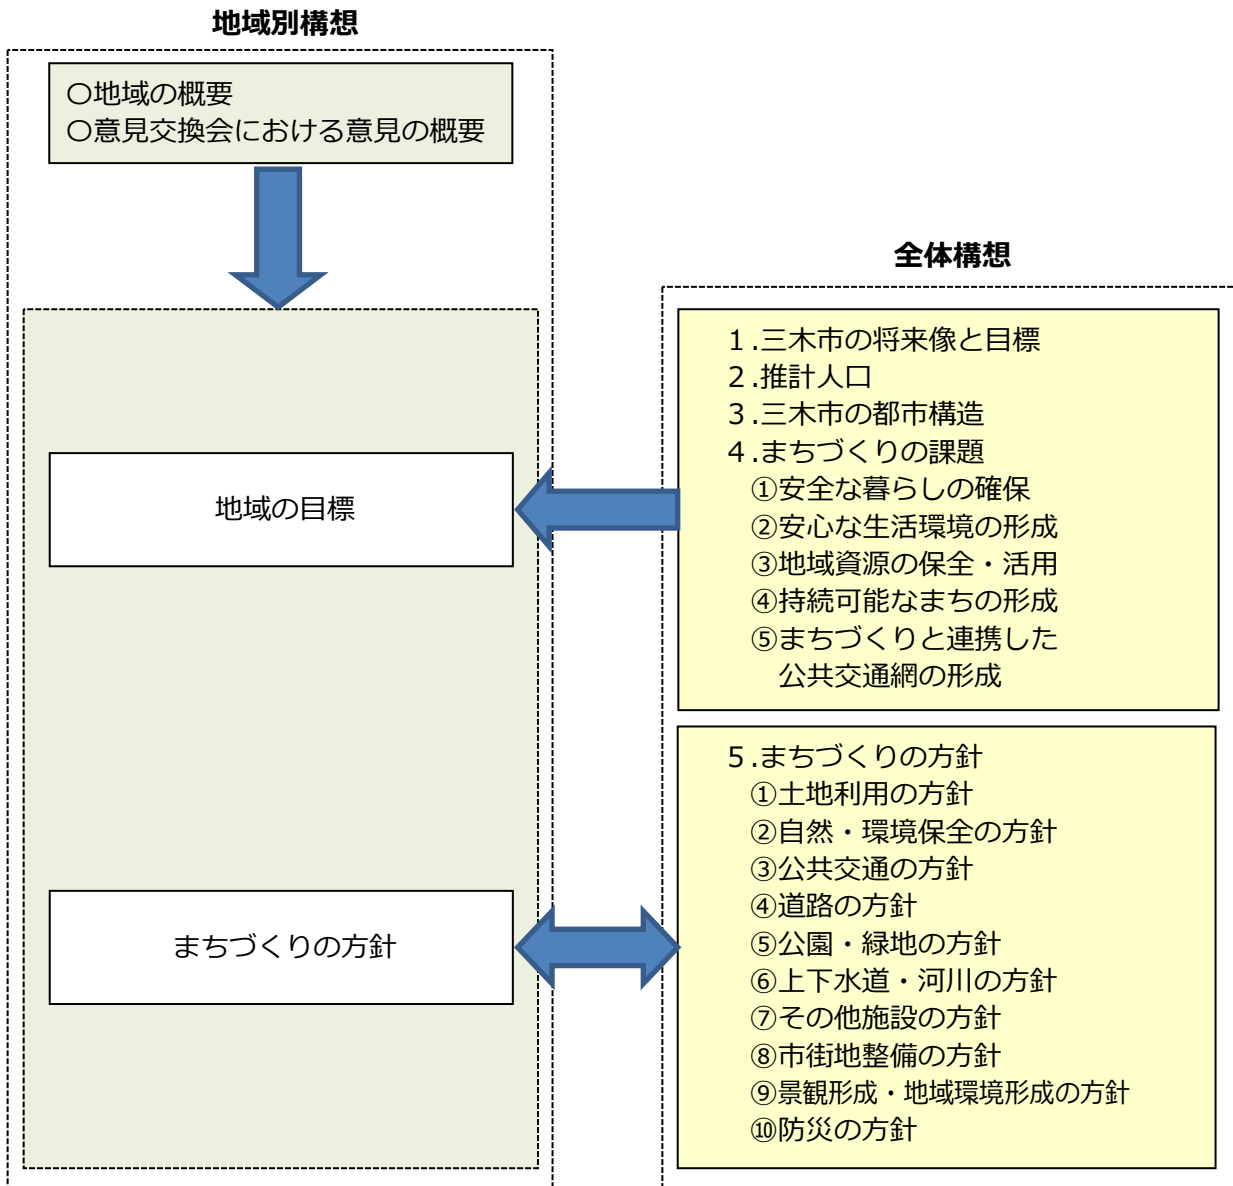 地域別構想
〇地域の概要
〇意見交換会における意見の概要
地域の目標
まちづくりの方針
全体構想
１.三木市の将来像と目標
２.推計人口
３.三木市の都市構造
４.まちづくりの課題
①安全な暮らしの確保
②安心な生活環境の形成
③地域資源の保全・活用
④持続可能なまちの形成
⑤まちづくりと連携した
公共交通網の形成
５.まちづくりの方針
①土地利用の方針
②自然・環境保全の方針
③公共交通の方針
④道路の方針
⑤公園・緑地の方針
⑥上下水道・河川の方針
⑦その他施設の方針
⑧市街地整備の方針
⑨景観形成・地域環境形成の方針
⑩防災の方針